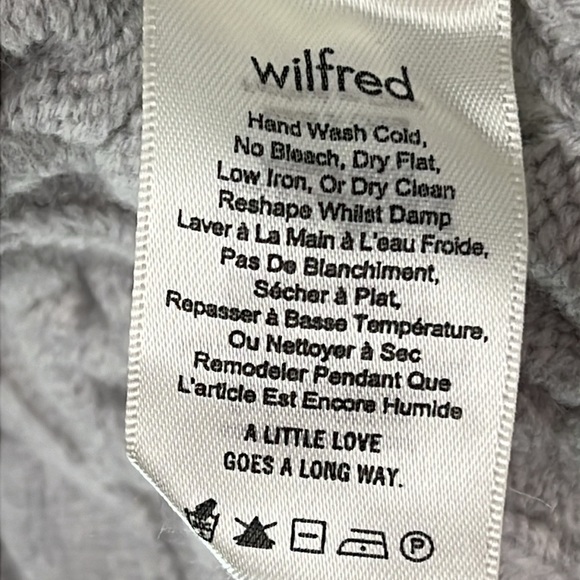 wilfred
Hand Wash Cold,
No Bleach, Dry Flat,
Low Iron, Or Dry Clean
Reshape Whilst Damp
Laver à La Main à L'eau Froide,
Pas De Blanchiment,
Sécher à Plat,
Repasser à Basse Température,
Ou Nettoyer à Sec
Remodeler Pendant Que
L'article Est Encore Humide
A LITTLE LOVE
GOES A LONG WAY.
P